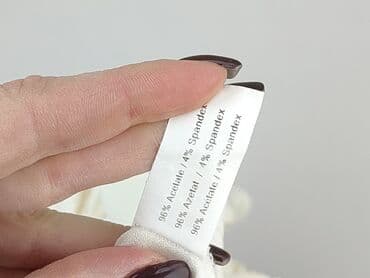 96% Acetate / 4% Spandex
96% Azetat / 4% Spandex
96% Acetate / 4% Spandex